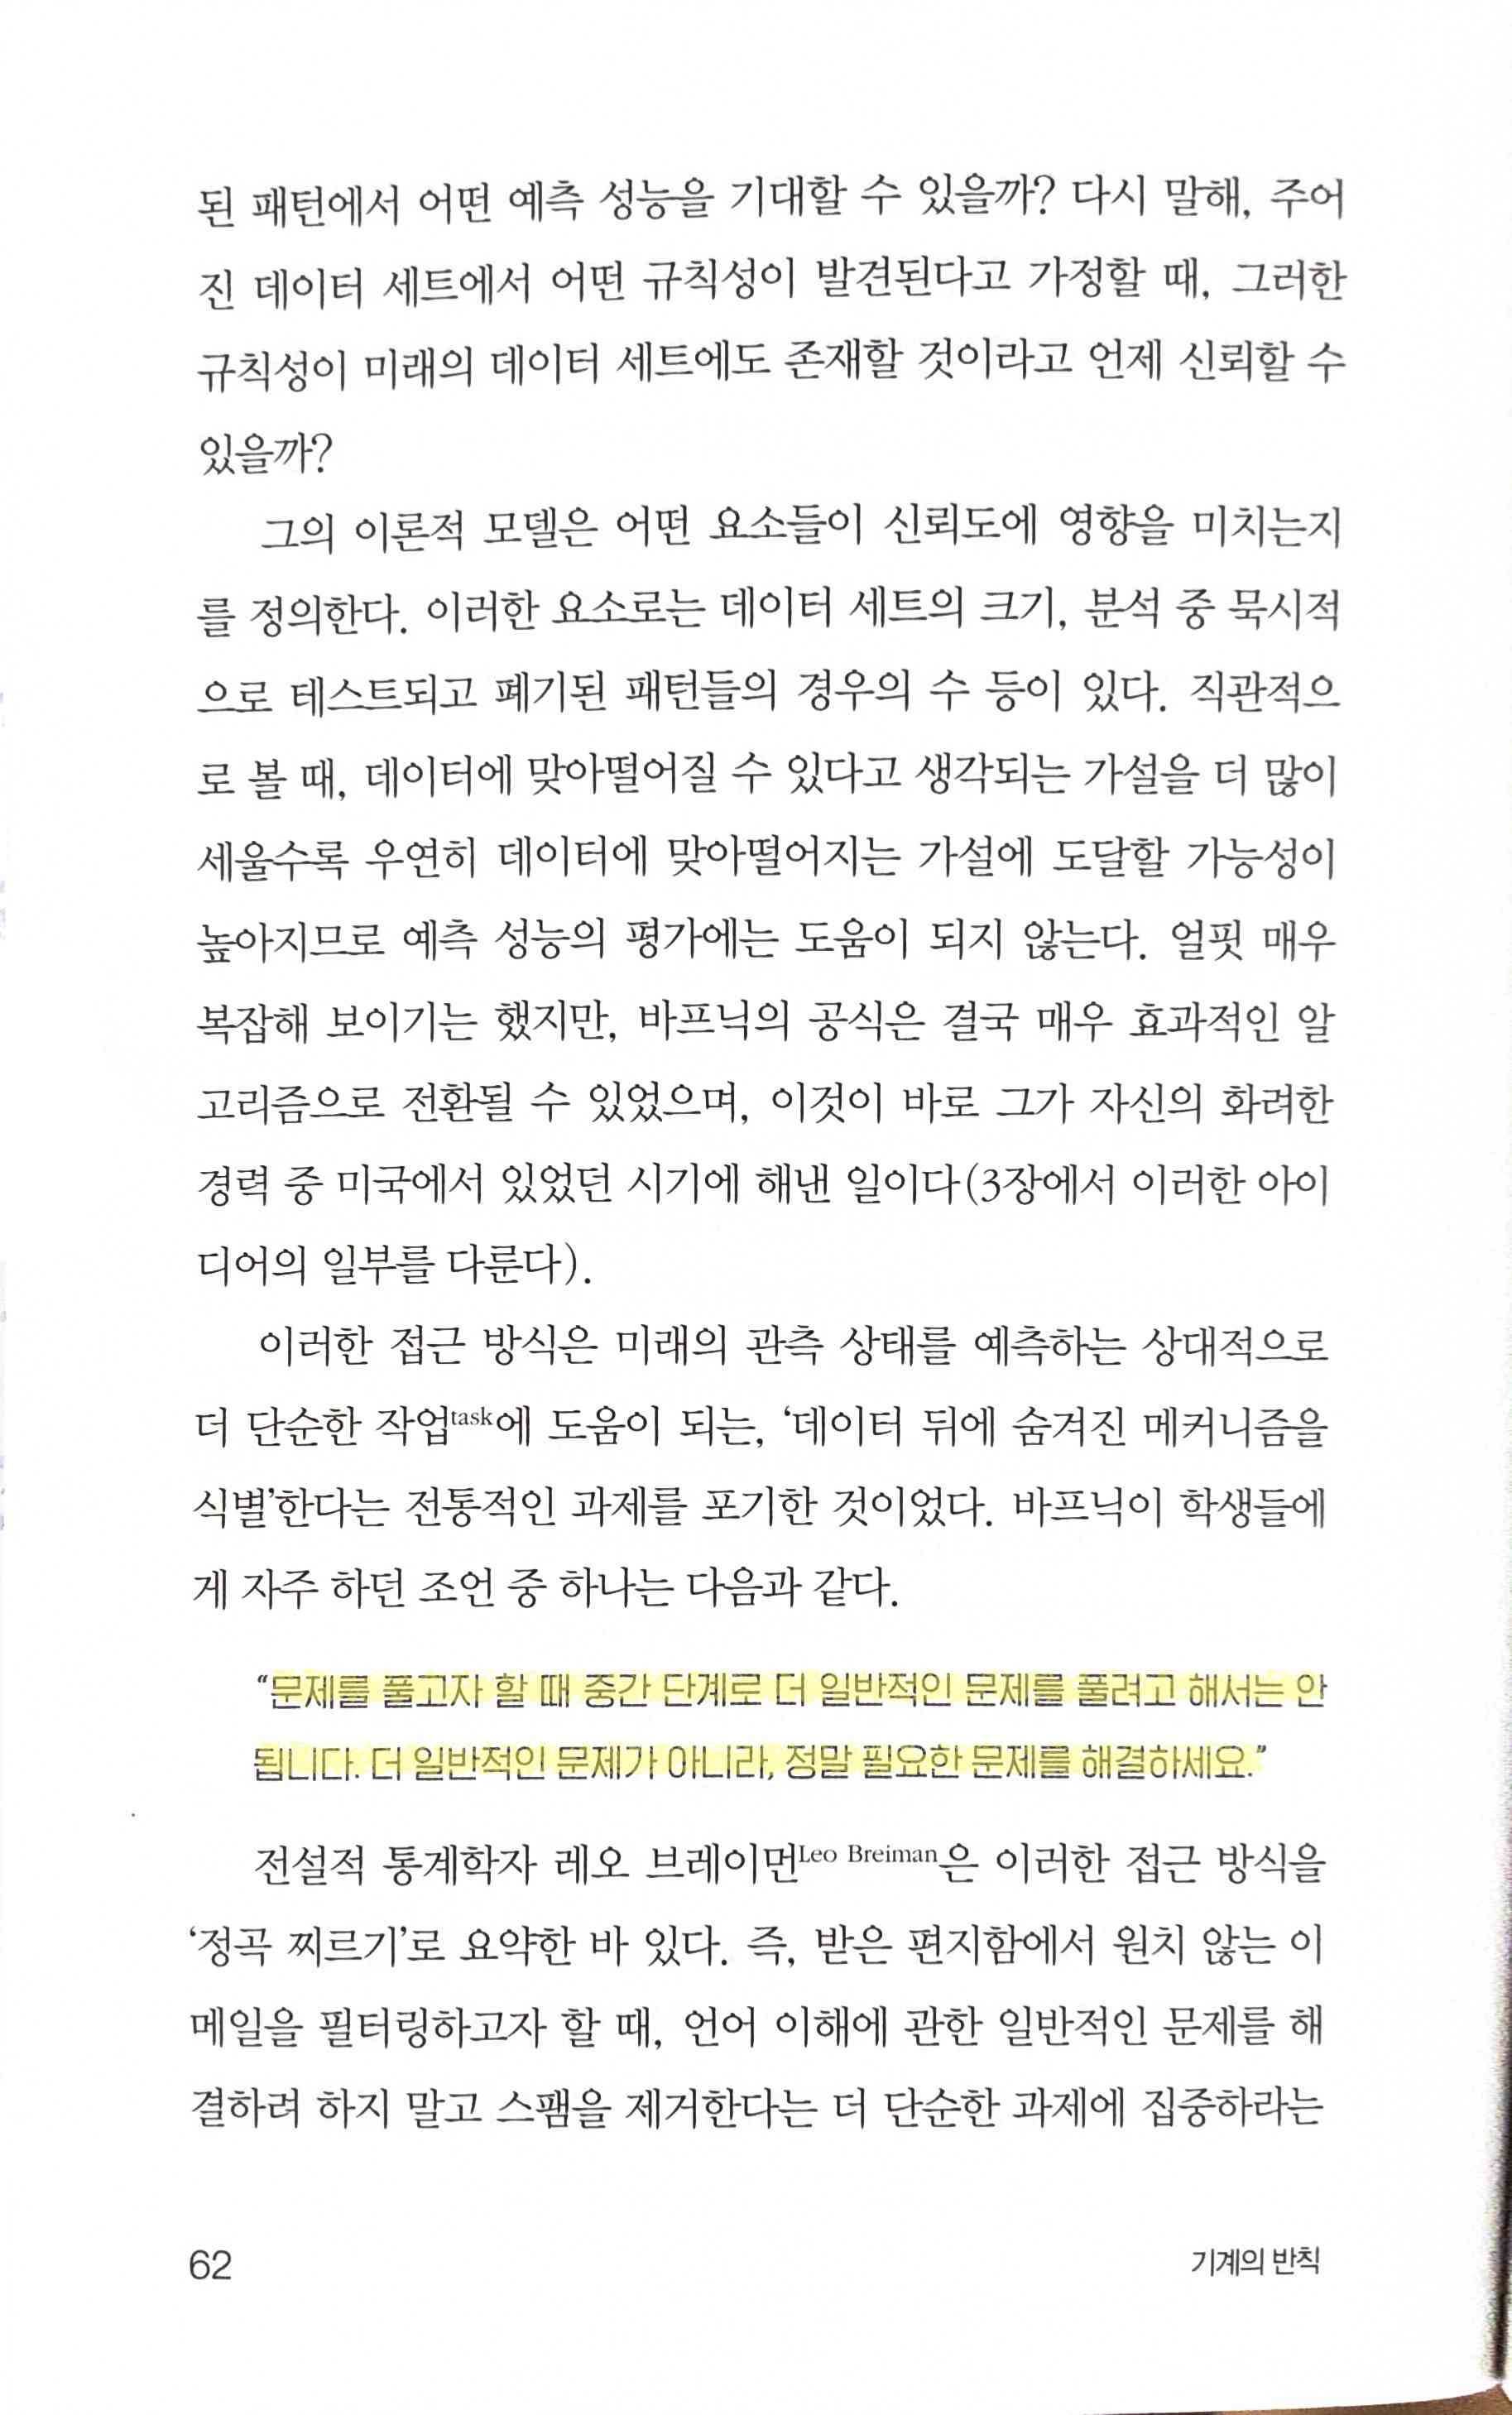 된 패턴에서 어떤 예측 성능을 기대할 수 있을까? 다시 말해, 주어
진 데이터 세트에서 어떤 규칙성이 발견된다고 가정할 때, 그러한
규칙성이 미래의 데이터 세트에도 존재할 것이라고 언제 신뢰할 수
있을까?
그의 이론적 모델은 어떤 요소들이 신뢰도에 영향을 미치는지
를 정의한다. 이러한 요소로는 데이터 세트의 크기, 분석 중 묵시적
으로 테스트되고 폐기된 패턴들의 경우의 수 등이 있다. 직관적으
로 볼 때, 데이터에 맞아떨어질 수 있다고 생각되는 가설을 더 많이
세울수록 우연히 데이터에 맞아떨어지는 가설에 도달할 가능성이
높아지므로 예측 성능의 평가에는 도움이 되지 않는다. 얼핏 매우
복잡해 보이기는 했지만, 바프닉의 공식은 결국 매우 효과적인 알
고리즘으로 전환될 수 있었으며, 이것이 바로 그가 자신의 화려한
경력 중 미국에서 있었던 시기에 해낸 일이다(3장에서 이러한 아이
디어의 일부를 다룬다).
이러한 접근 방식은 미래의 관측 상태를 예측하는 상대적으로
더 단순한 작업task에 도움이 되는, ‘데이터 뒤에 숨겨진 메커니즘을
식별’한다는 전통적인 과제를 포기한 것이었다. 바프닉이 학생들에
게 자주 하던 조언 중 하나는 다음과 같다.
“문제를 풀고자 할 때 중간 단계로 더 일반적인 문제를 풀려고 해서는 안
됩니다. 더 일반적인 문제가 아니라, 정말 필요한 문제를 해결하세요.”
전설적 통계학자 레오 브레이먼Leo Breiman은 이러한 접근 방식을
‘정곡 찌르기’로 요약한 바 있다. 즉, 받은 편지함에서 원치 않는 이
메일을 필터링하고자 할 때, 언어 이해에 관한 일반적인 문제를 해
결하려 하지 말고 스팸을 제거한다는 더 단순한 과제에 집중하라는
62
기계의 반칙